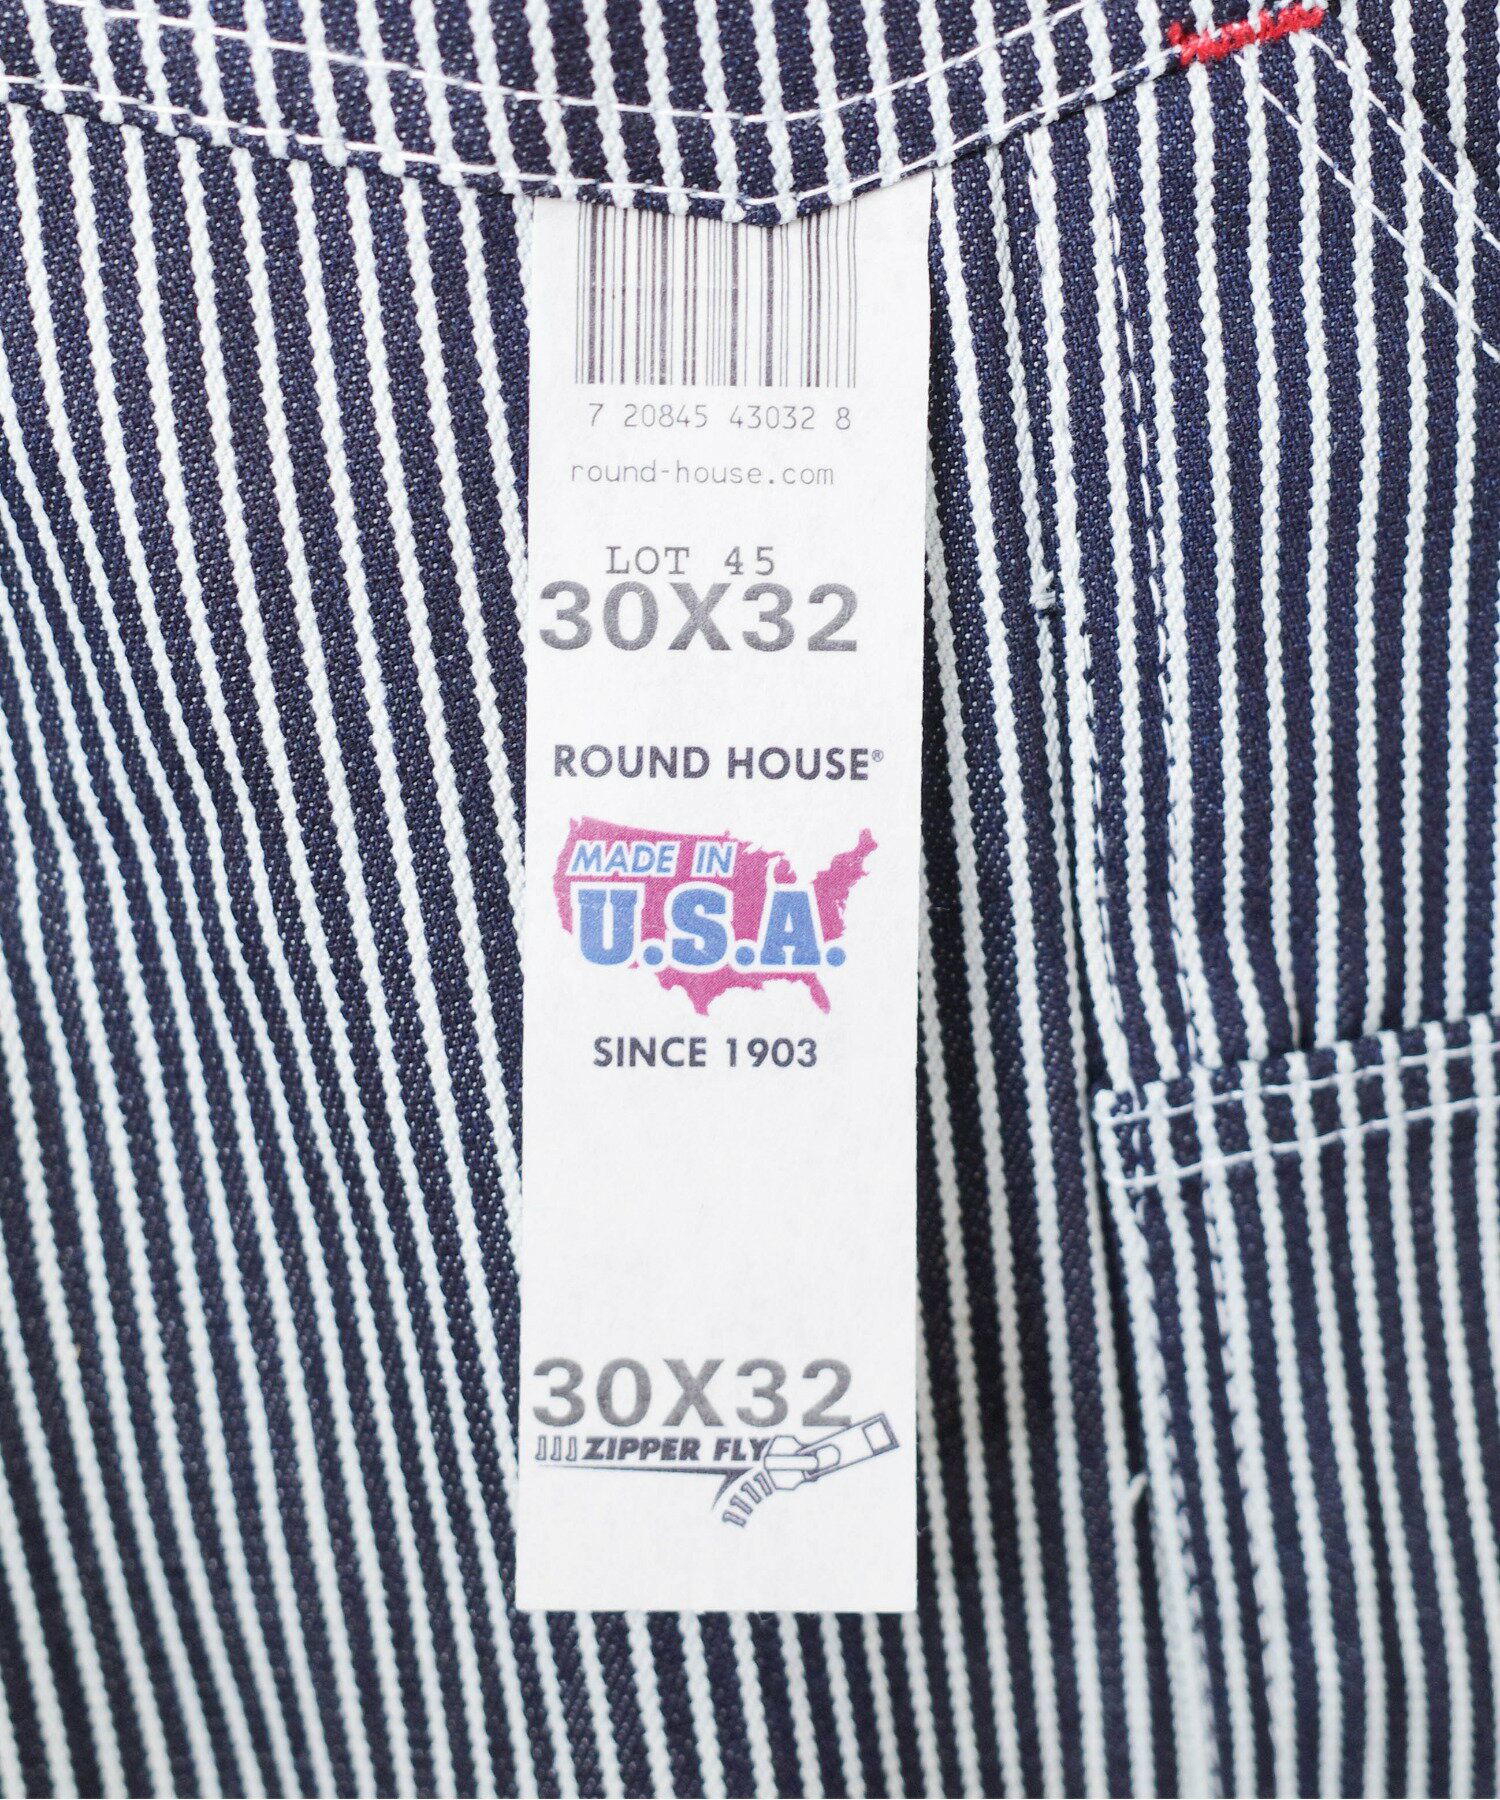 7 20845 43032 8
round-house.com
LOT 45
30X32
ROUND HOUSE®
MADE IN
U.S.A.
SINCE 1903
30X32
ZIPPER FLY